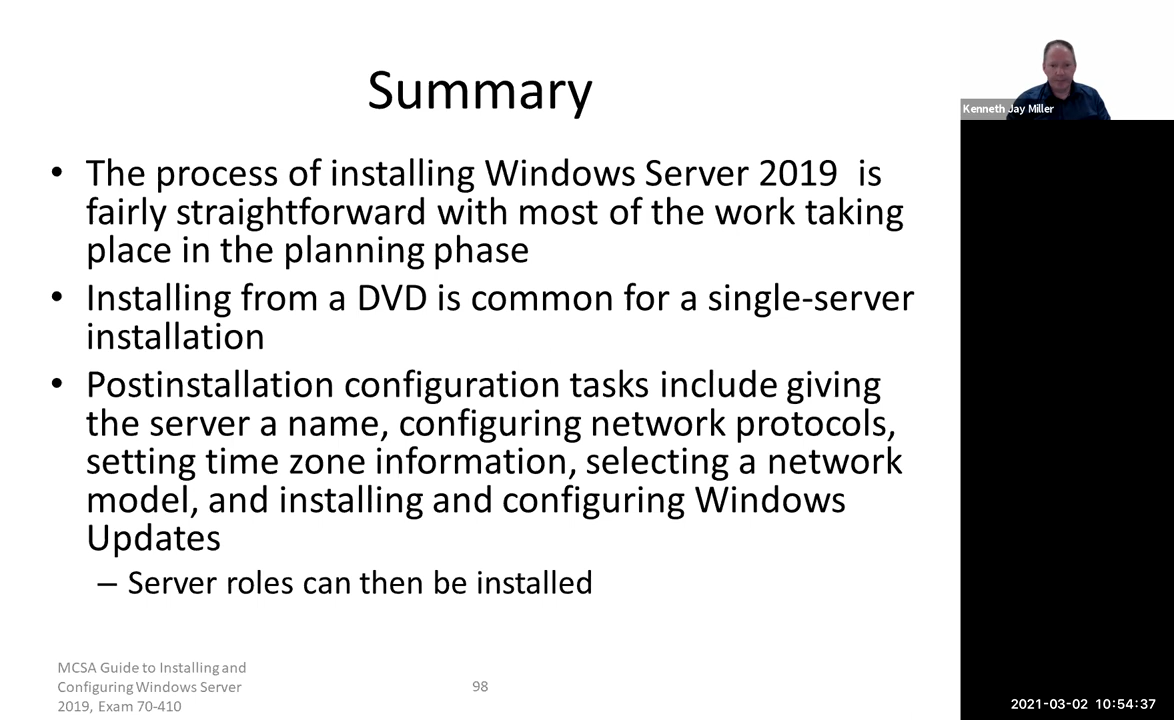 Summary
• The process of installing Windows Server 2019  is
fairly straightforward with most of the work taking
place in the planning phase
• Installing from a DVD is common for a single-server
installation
• Postinstallation configuration tasks include giving
the server a name, configuring network protocols,
setting time zone information, selecting a network
model, and installing and configuring Windows
Updates
– Server roles can then be installed
MCSA Guide to Installing and
Configuring Windows Server
2019, Exam 70-410
98
Kenneth Jay Miller
2021-03-02 10:54:37